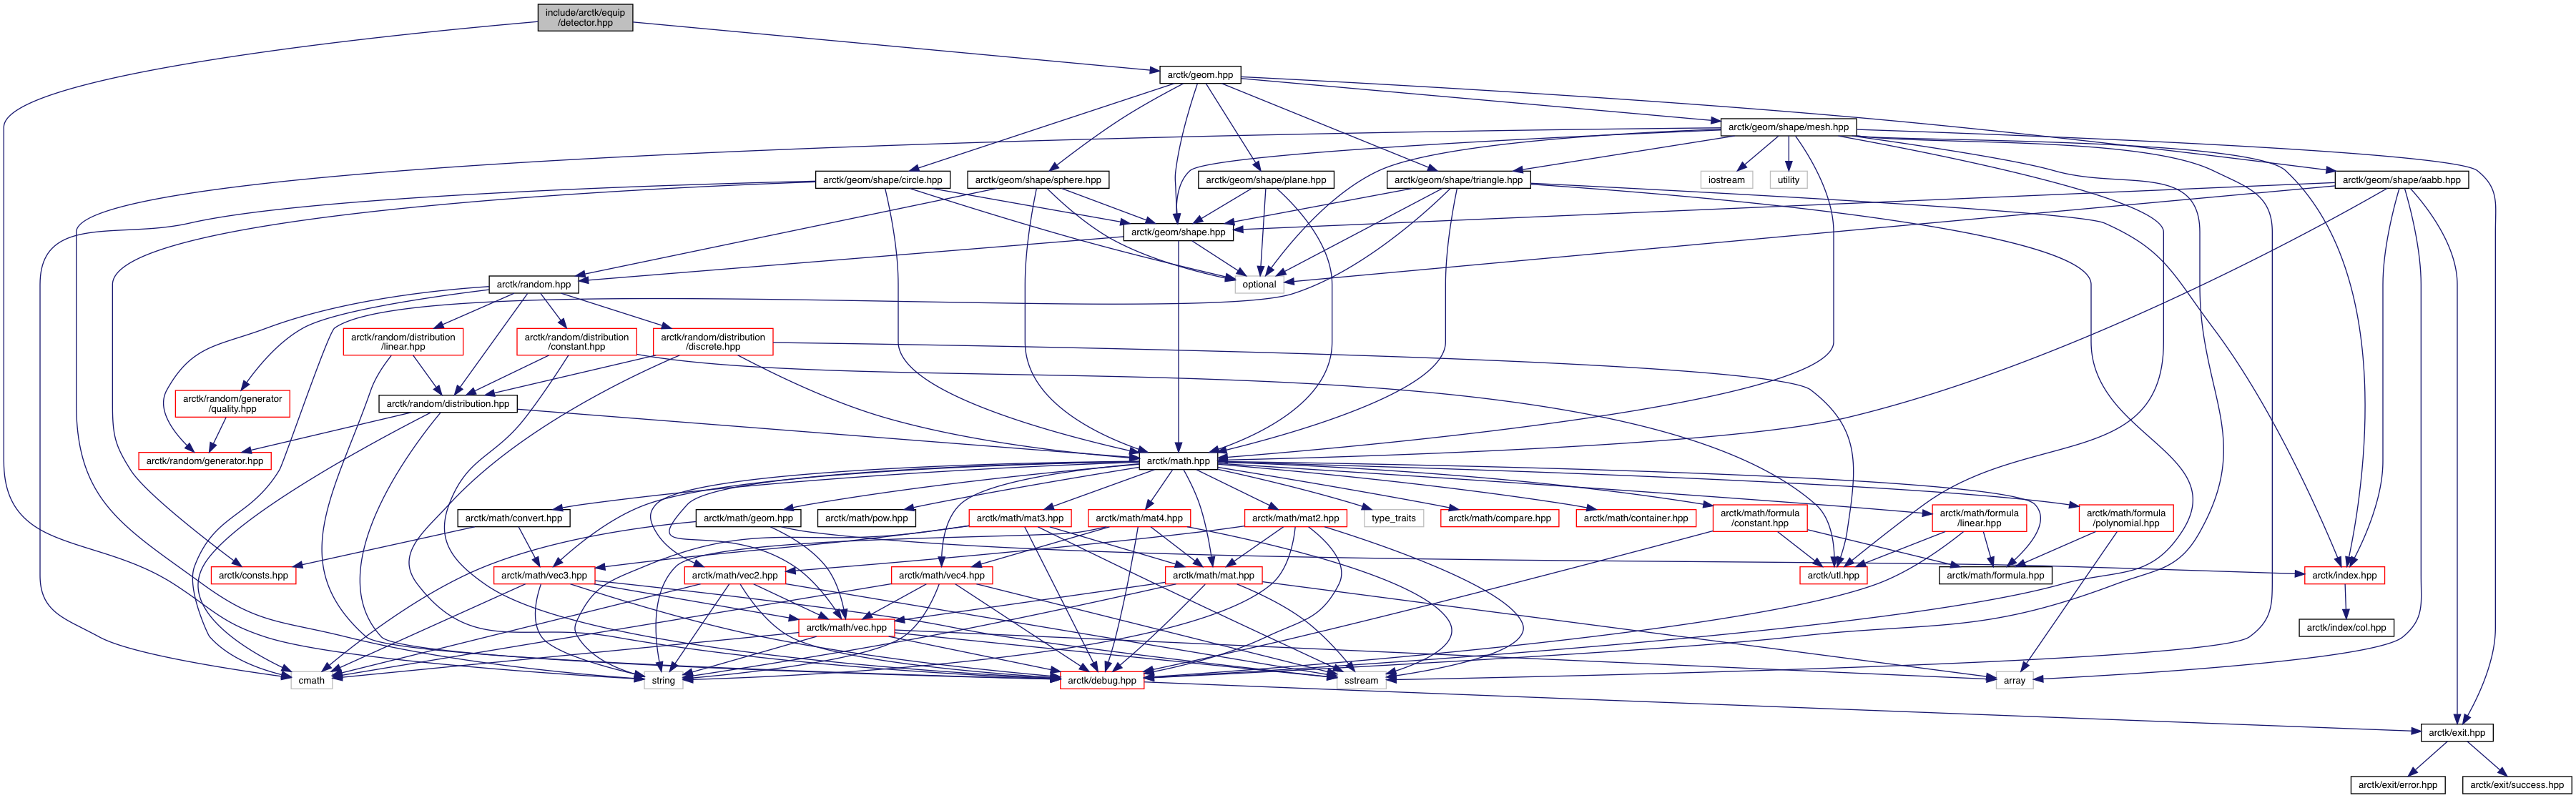 include/arctk/equip
/detector.hpp
arctk/geom.hpp
arctk/geom/shape/mesh.hpp
arctk/geom/shape/circle.hpp
arctk/geom/shape/sphere.hpp
arctk/geom/shape/plane.hpp
arctk/geom/shape/triangle.hpp
iostream
utility
arctk/geom/shape/aabb.hpp
arctk/geom/shape.hpp
arctk/random.hpp
optional
arctk/random/distribution
/linear.hpp
arctk/random/distribution
/constant.hpp
arctk/random/distribution
/discrete.hpp
arctk/random/generator
/quality.hpp
arctk/random/distribution.hpp
arctk/random/generator.hpp
arctk/math.hpp
arctk/math/convert.hpp
arctk/math/geom.hpp
arctk/math/pow.hpp
arctk/math/mat3.hpp
arctk/math/mat4.hpp
arctk/math/mat2.hpp
type_traits
arctk/math/compare.hpp
arctk/math/container.hpp
arctk/math/formula
/constant.hpp
arctk/math/formula
/linear.hpp
arctk/math/formula
/polynomial.hpp
arctk/consts.hpp
arctk/math/vec3.hpp
arctk/math/vec2.hpp
arctk/math/vec4.hpp
arctk/math/mat.hpp
arctk/utl.hpp
arctk/math/formula.hpp
arctk/index.hpp
arctk/math/vec.hpp
arctk/index/col.hpp
cmath
string
arctk/debug.hpp
sstream
array
arctk/exit.hpp
arctk/exit/error.hpp
arctk/exit/success.hpp